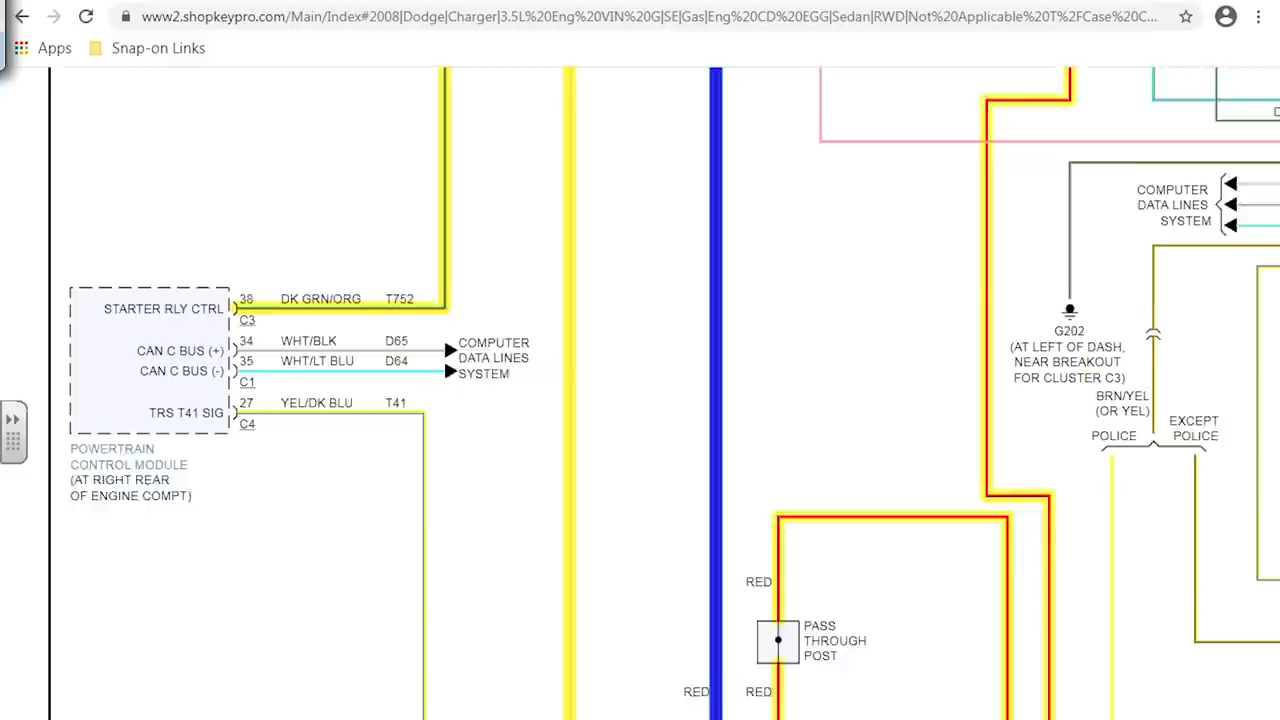 www2.shopkeypro.com/Main/Index#2008|Dodge|Charger|3.5L%20Eng%20VIN%20G|SE|Gas|Eng%20CD%20EGG|Sedan|RWD|Not%20Applicable%20T%2FCase%20C...
Apps Snap-on Links
D
COMPUTER
DATA LINES
SYSTEM
STARTER RLY CTRL 38 DK GRN/ORG T752
C3
CAN C BUS (+) 34 WHT/BLK D65
CAN C BUS (-) 35 WHT/LT BLU D64
C1
COMPUTER
DATA LINES
SYSTEM
TRS T41 SIG 27 YEL/DK BLU T41
C4
POWERTRAIN
CONTROL MODULE
(AT RIGHT REAR
OF ENGINE COMPT)
G202
(AT LEFT OF DASH,
NEAR BREAKOUT
FOR CLUSTER C3)
BRN/YEL
(OR YEL)
POLICE
EXCEPT
POLICE
RED
PASS
THROUGH
POST
RED RED